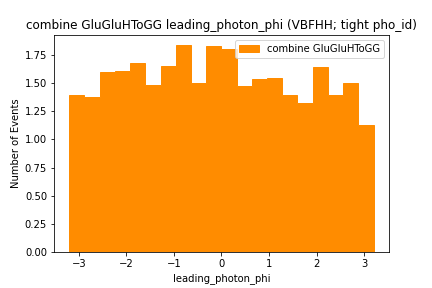 combine GluGluHToGG leading_photon_phi (VBFHH; tight pho_id)
combine GluGluHToGG
Number of Events
1.75
1.50
1.25
1.00
0.75
0.50
0.25
0.00
−3 −2 −1 0 1 2 3
leading_photon_phi